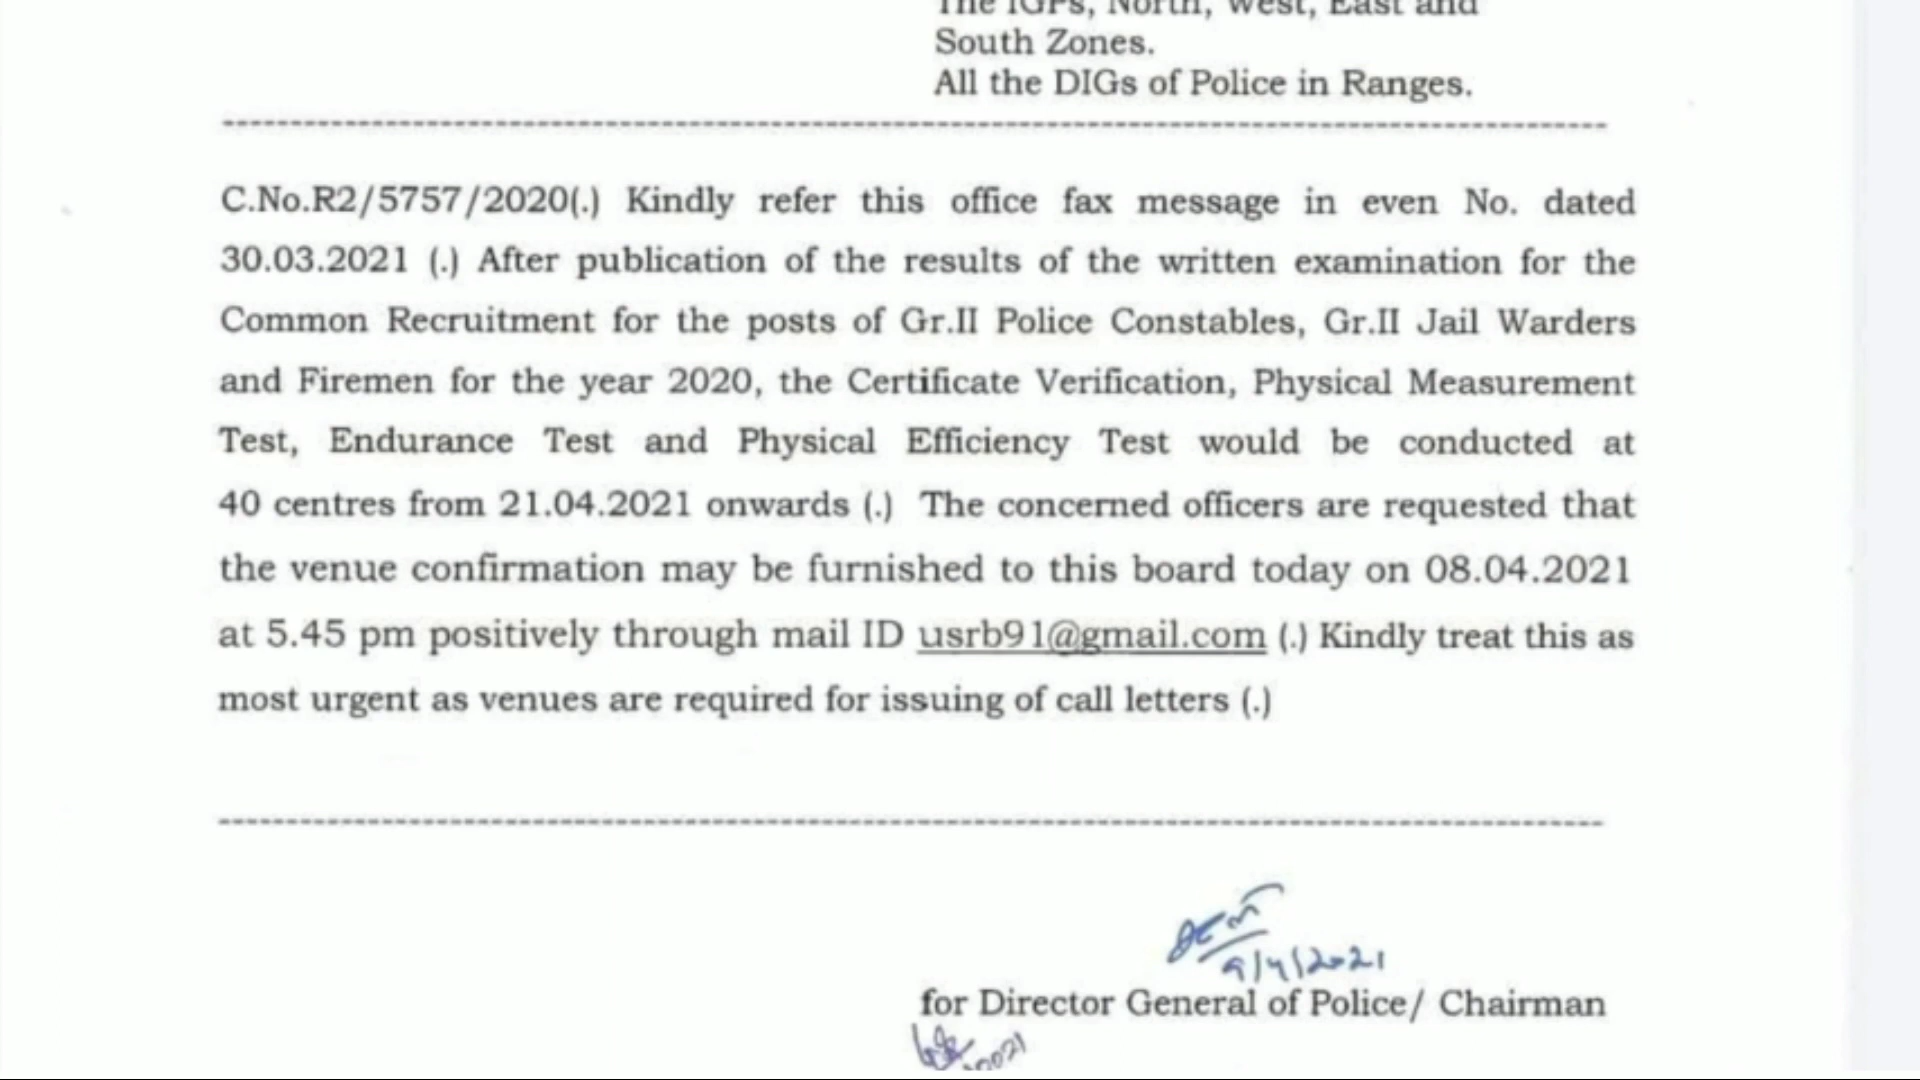 The IGPs, North, West, East and
South Zones.
All the DIGs of Police in Ranges.
C.No.R2/5757/2020(.) Kindly refer this office fax message in even No. dated
30.03.2021 (.) After publication of the results of the written examination for the
Common Recruitment for the posts of Gr.II Police Constables, Gr.II Jail Warders
and Firemen for the year 2020, the Certificate Verification, Physical Measurement
Test, Endurance Test and Physical Efficiency Test would be conducted at
40 centres from 21.04.2021 onwards (.) The concerned officers are requested that
the venue confirmation may be furnished to this board today on 08.04.2021
at 5.45 pm positively through mail ID usrb91@gmail.com (.) Kindly treat this as
most urgent as venues are required for issuing of call letters (.)
9/4/2021
for Director General of Police/ Chairman